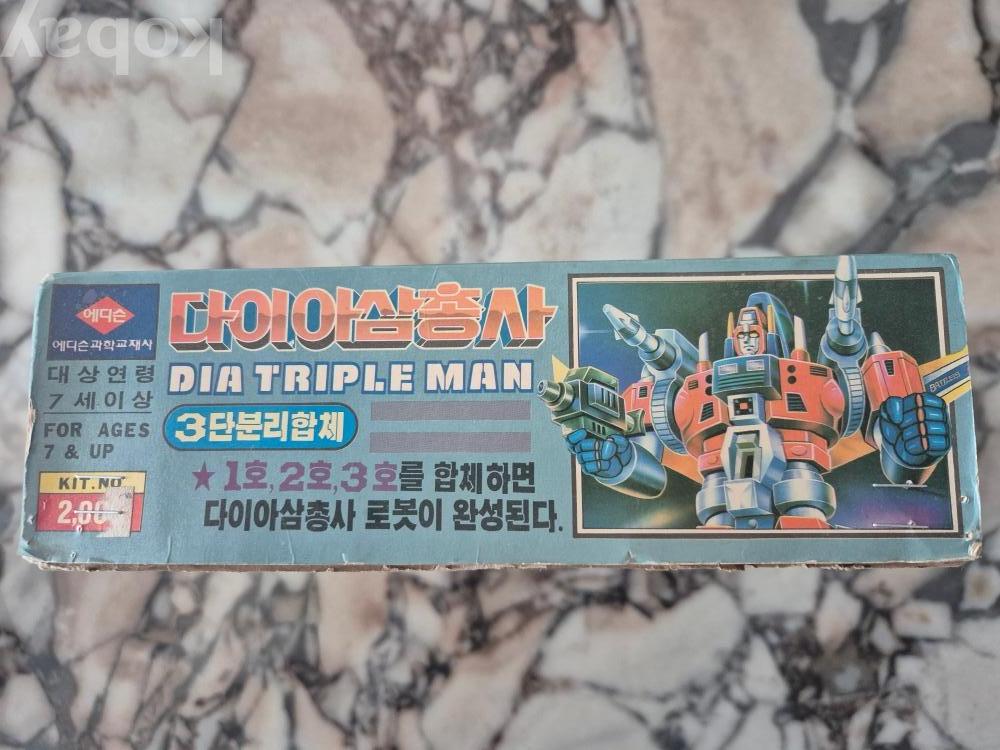 kobay
에디슨
에디슨과학교재사
대상연령
7세이상
FOR AGES
7 & UP
KIT.NO
2,00
다이아삼총사
DIA TRIPLE MAN
3단분리합체
★1호,2호,3호를 합체하면
다이아삼총사 로봇이 완성된다.